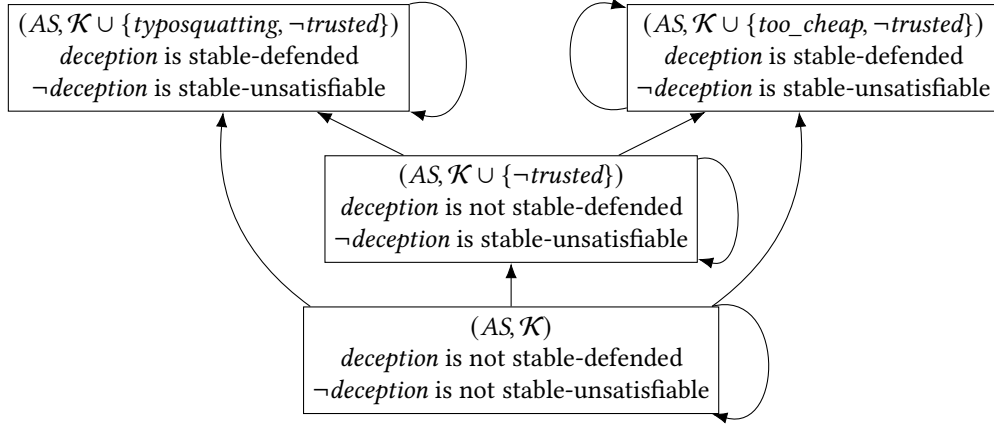 (AS, 𝒦 ∪ {typosquatting, ¬trusted})
deception is stable-defended
¬deception is stable-unsatisfiable
(AS, 𝒦 ∪ {too_cheap, ¬trusted})
deception is stable-defended
¬deception is stable-unsatisfiable
(AS, 𝒦 ∪ {¬trusted})
deception is not stable-defended
¬deception is stable-unsatisfiable
(AS, 𝒦)
deception is not stable-defended
¬deception is not stable-unsatisfiable